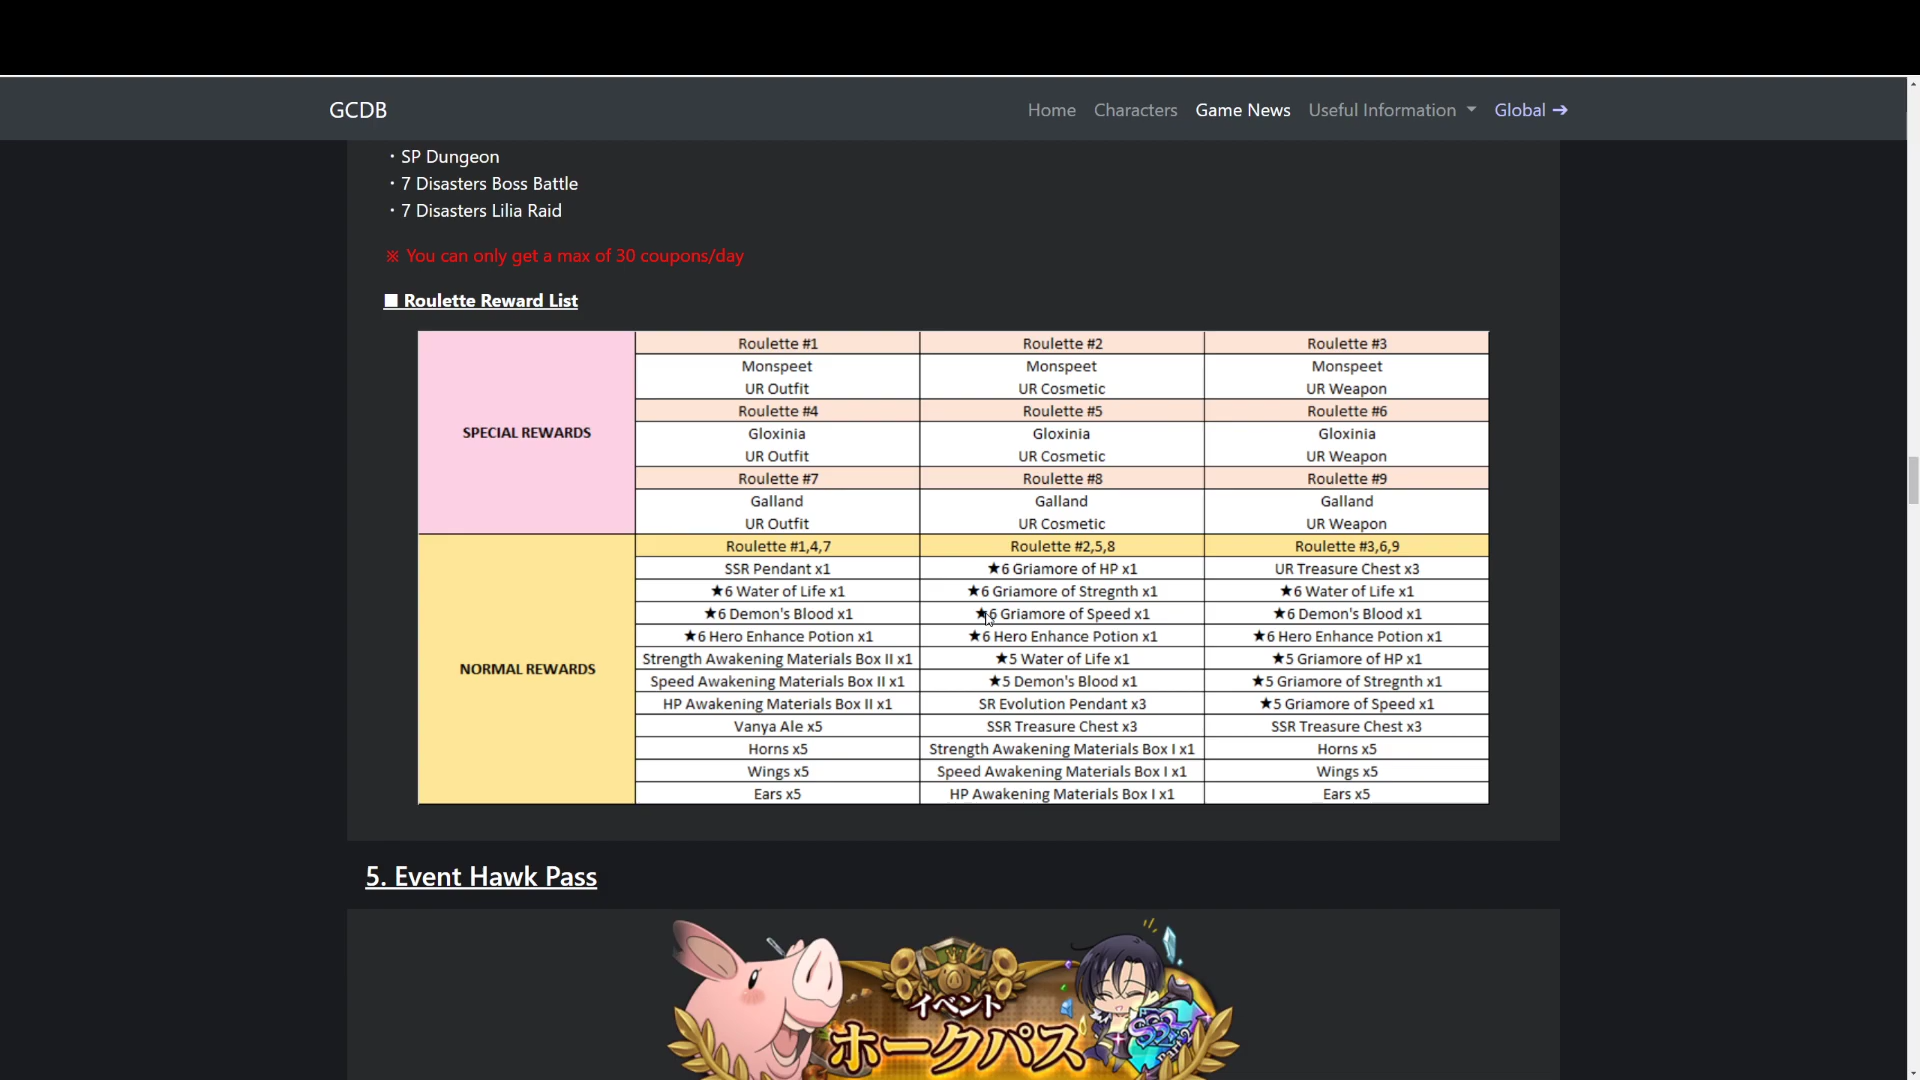 GCDB
Home Characters Game News Useful Information Global →
・SP Dungeon
・7 Disasters Boss Battle
・7 Disasters Lilia Raid
※ You can only get a max of 30 coupons/day
■ Roulette Reward List
SPECIAL REWARDS
Roulette #1 Roulette #2 Roulette #3
Monspeet Monspeet Monspeet
UR Outfit UR Cosmetic UR Weapon
Roulette #4 Roulette #5 Roulette #6
Gloxinia Gloxinia Gloxinia
UR Outfit UR Cosmetic UR Weapon
Roulette #7 Roulette #8 Roulette #9
Galland Galland Galland
UR Outfit UR Cosmetic UR Weapon
NORMAL REWARDS
Roulette #1,4,7 Roulette #2,5,8 Roulette #3,6,9
SSR Pendant x1 ★6 Griamore of HP x1 UR Treasure Chest x3
★6 Water of Life x1 ★6 Griamore of Stregnth x1 ★6 Water of Life x1
★6 Demon's Blood x1 ★6 Griamore of Speed x1 ★6 Demon's Blood x1
★6 Hero Enhance Potion x1 ★6 Hero Enhance Potion x1 ★6 Hero Enhance Potion x1
Strength Awakening Materials Box II x1 ★5 Water of Life x1 ★5 Griamore of HP x1
Speed Awakening Materials Box II x1 ★5 Demon's Blood x1 ★5 Griamore of Stregnth x1
HP Awakening Materials Box II x1 SR Evolution Pendant x3 ★5 Griamore of Speed x1
Vanya Ale x5 SSR Treasure Chest x3 SSR Treasure Chest x3
Horns x5 Strength Awakening Materials Box I x1 Horns x5
Wings x5 Speed Awakening Materials Box I x1 Wings x5
Ears x5 HP Awakening Materials Box I x1 Ears x5
5. Event Hawk Pass
イベント
ホークパス
SSR
Part2